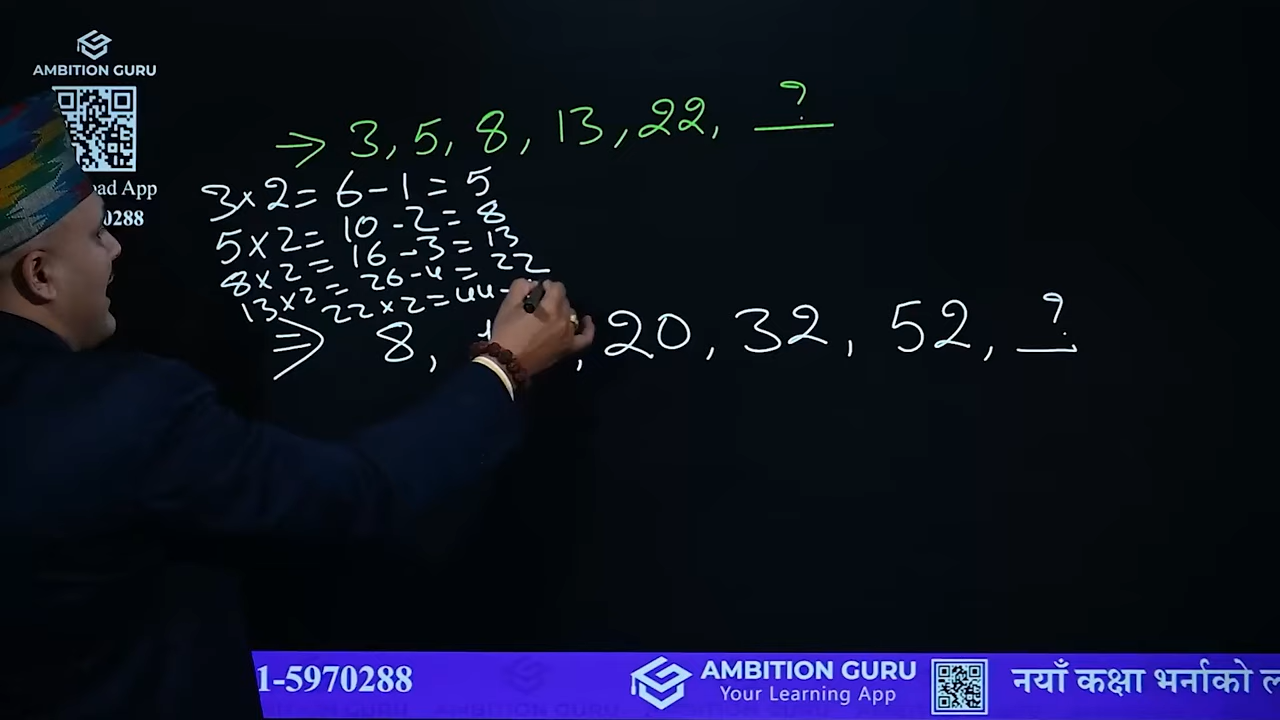 AMBITION GURU
oad App
0288
⇒ 3, 5, 8, 13, 22, ?
3×2= 6-1=5
5×2= 10-2=8
8×2= 16-3=13
13×2= 26-4=22
22×2=44-
⇒ 8, , 20, 32, 52, ?
1-5970288
AMBITION GURU
Your Learning App
नयाँ कक्षा भर्नाको